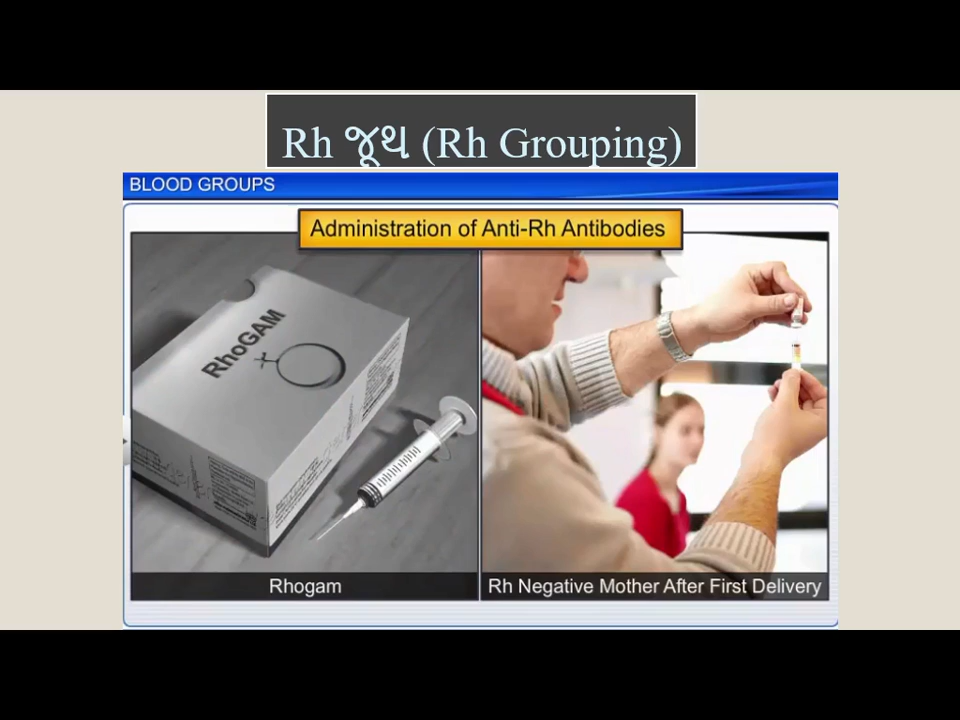 Rh જૂથ (Rh Grouping)
BLOOD GROUPS
Administration of Anti-Rh Antibodies
RhoGAM
Rhogam
Rh Negative Mother After First Delivery